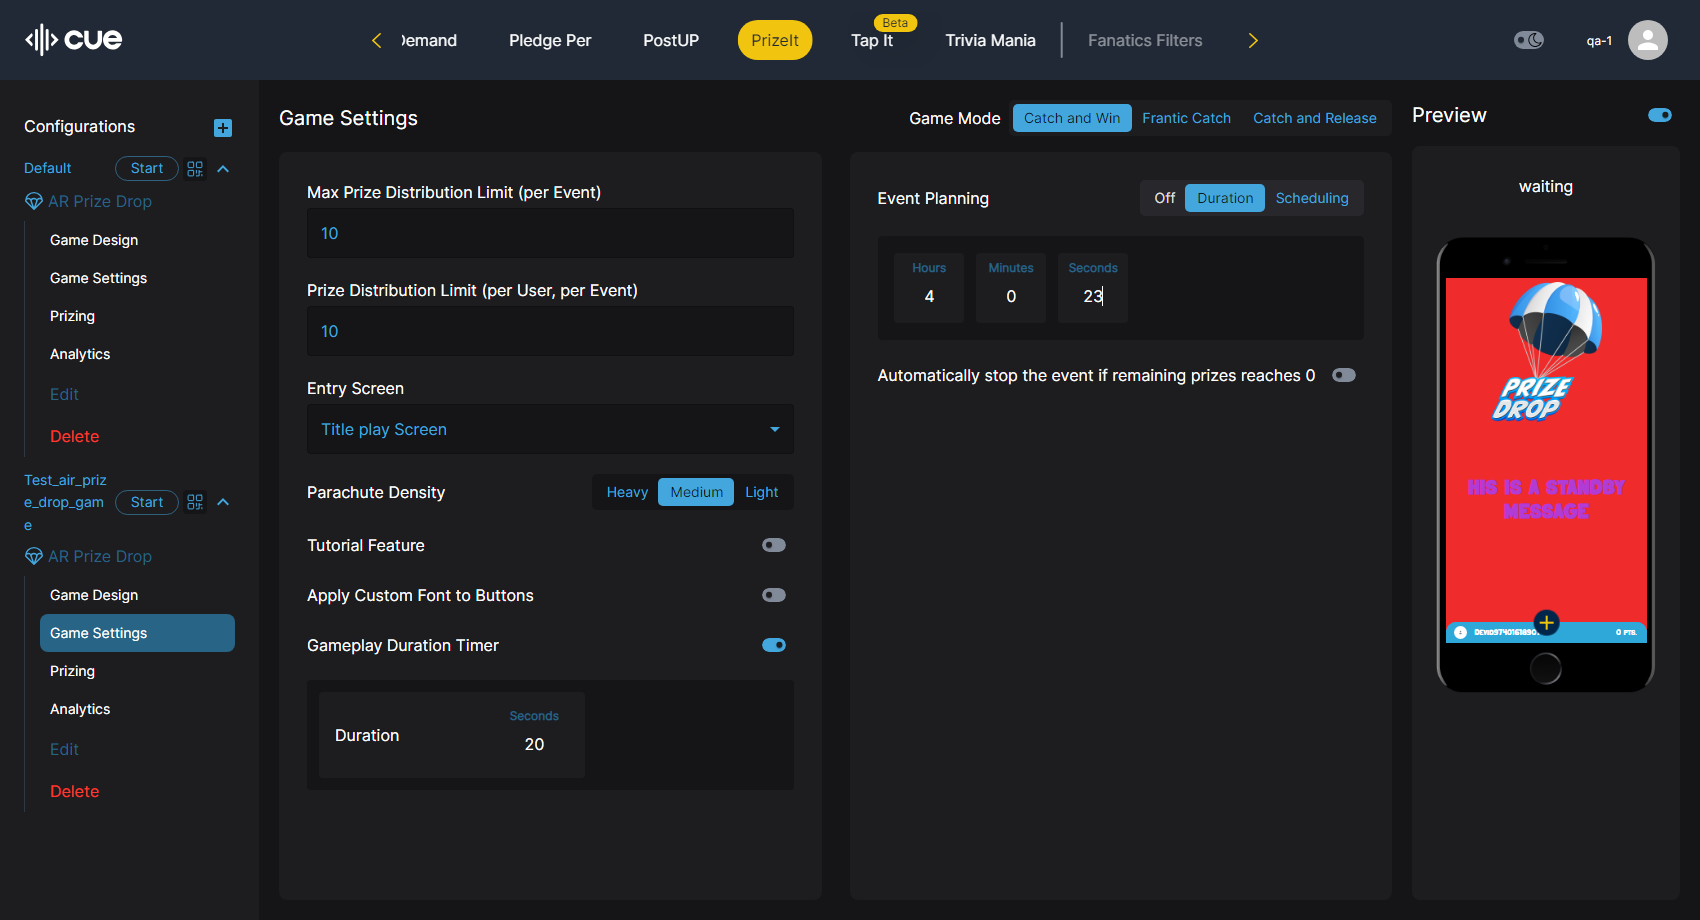 cue
Demand
Pledge Per
PostUP
PrizeIt
Beta
Tap It
Trivia Mania
Fanatics Filters
qa-1
Configurations
Default
Start
AR Prize Drop
Game Design
Game Settings
Prizing
Analytics
Edit
Delete
Test_air_priz
e_drop_gam
e
Start
AR Prize Drop
Game Design
Game Settings
Prizing
Analytics
Edit
Delete
Game Settings
Game Mode
Catch and Win
Frantic Catch
Catch and Release
Max Prize Distribution Limit (per Event)
10
Prize Distribution Limit (per User, per Event)
10
Entry Screen
Title play Screen
Parachute Density
Heavy
Medium
Light
Tutorial Feature
Apply Custom Font to Buttons
Gameplay Duration Timer
Duration
Seconds
20
Event Planning
Off
Duration
Scheduling
Hours
Minutes
Seconds
4
0
23
Automatically stop the event if remaining prizes reaches 0
Preview
waiting
PRIZE
DROP
HIS IS A STANDBY
MESSAGE
0 PTS.